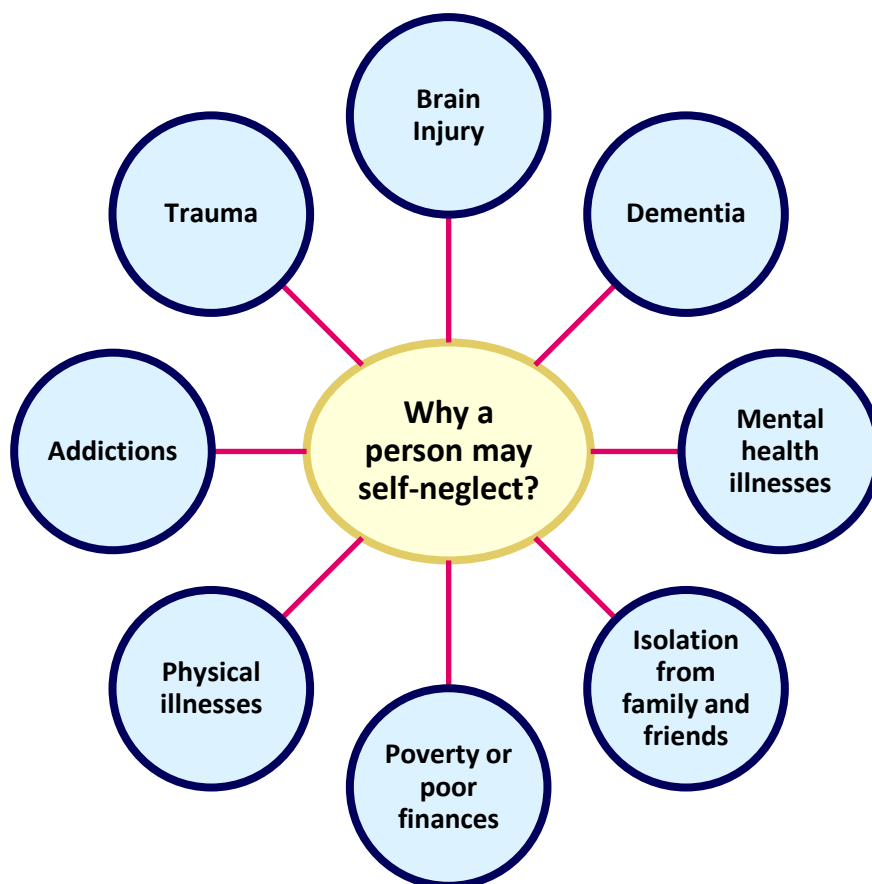 Brain
Injury
Trauma
Dementia
Why a
person may
self-neglect?
Addictions
Mental
health
illnesses
Physical
illnesses
Isolation
from
family and
friends
Poverty or
poor
finances